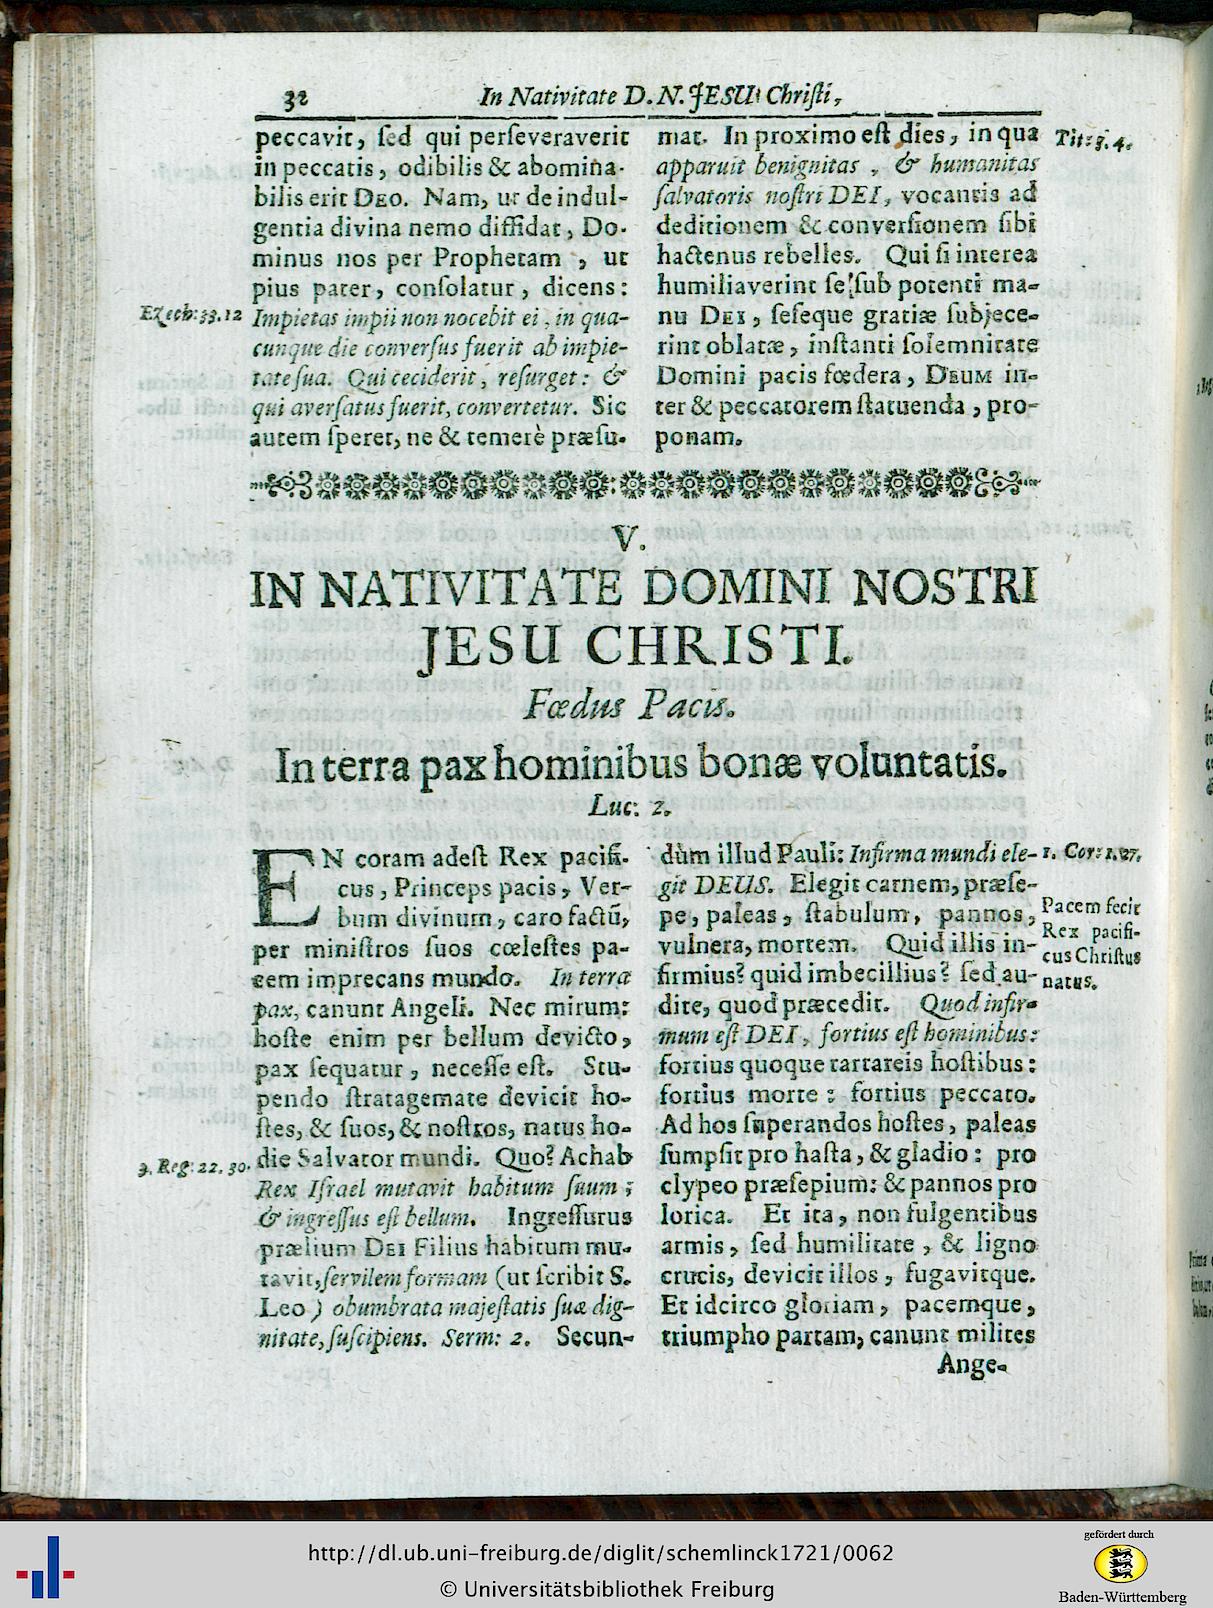 32 In Nativitate D. N. JESU Christi,
peccavit, ſed qui perſeveraverit
in peccatis, odibilis & abomina-
bilis erit DEO. Nam, ut de indul-
gentia divina nemo diffidat, Do-
minus nos per Prophetam, ut
pius pater, conſolatur, dicens:
Ezech: 33. 12
Impietas impii non nocebit ei, in qua-
cunque die converſus fuerit ab impie-
tate ſua. Qui ceciderit, reſurget: &
qui averſatus fuerit, convertetur. Sic
autem ſperet, ne & temerè præſu-
mat. In proximo eſt dies, in qua
Tit: 3. 4.
apparuit benignitas, & humanitas
ſalvatoris noſtri DEI, vocantis ad
deditionem & converſionem ſibi
hactenus rebelles. Qui ſi interea
humiliaverint ſe ſub potenti ma-
nu DEI, ſeſeque gratiæ ſubjece-
rint oblatæ, inſtanti ſolemnitate
Domini pacis fœdera, DEUM in-
ter & peccatorem ſtatuenda, pro-
ponam.
V.
IN NATIVITATE DOMINI NOSTRI
JESU CHRISTI.
Fœdus Pacis.
In terra pax hominibus bonæ voluntatis.
Luc: 2.
EN coram adeſt Rex pacifi-
cus, Princeps pacis, Ver-
bum divinum, caro factũ,
per miniſtros ſuos cœleſtes pa-
cem imprecans mundo. In terra
pax, canunt Angeli. Nec mirum:
hoſte enim per bellum devicto,
pax ſequatur, neceſſe eſt. Stu-
pendo ſtratagemate devicit ho-
ſtes, & ſuos, & noſtros, natus ho-
3. Reg: 22. 30.
die Salvator mundi. Quo? Achab
Rex Iſrael mutavit habitum ſuum;
& ingreſſus eſt bellum. Ingreſſurus
prælium DEI Filius habitum mu-
tavit, ſervilem formam (ut ſcribit S.
Leo) obumbrata majeſtatis ſuæ dig-
nitate, ſuſcipiens. Serm: 2. Secun-
dùm illud Pauli: Infirma mundi ele-
1. Cor: 1. 27.
git DEUS. Elegit carnem, præſe-
pe, paleas, ſtabulum, pannos,
Pacem fecit
Rex pacifi-
cus Chriſtus
natus.
vulnera, mortem. Quid illis in-
firmius? quid imbecillius? ſed au-
dite, quod præcedit. Quod infir-
mum eſt DEI, fortius eſt hominibus:
fortius quoque tartareis hoſtibus:
fortius morte: fortius peccato.
Ad hos ſuperandos hoſtes, paleas
ſumpſit pro haſta, & gladio: pro
clypeo præſepium: & pannos pro
lorica. Et ita, non fulgentibus
armis, ſed humilitate, & ligno
crucis, devicit illos, fugavitque.
Et idcirco gloriam, pacemque,
triumpho partam, canunt milites
Ange-
http://dl.ub.uni-freiburg.de/diglit/schemlinck1721/0062
© Universitätsbibliothek Freiburg
gefördert durch
Baden-Württemberg